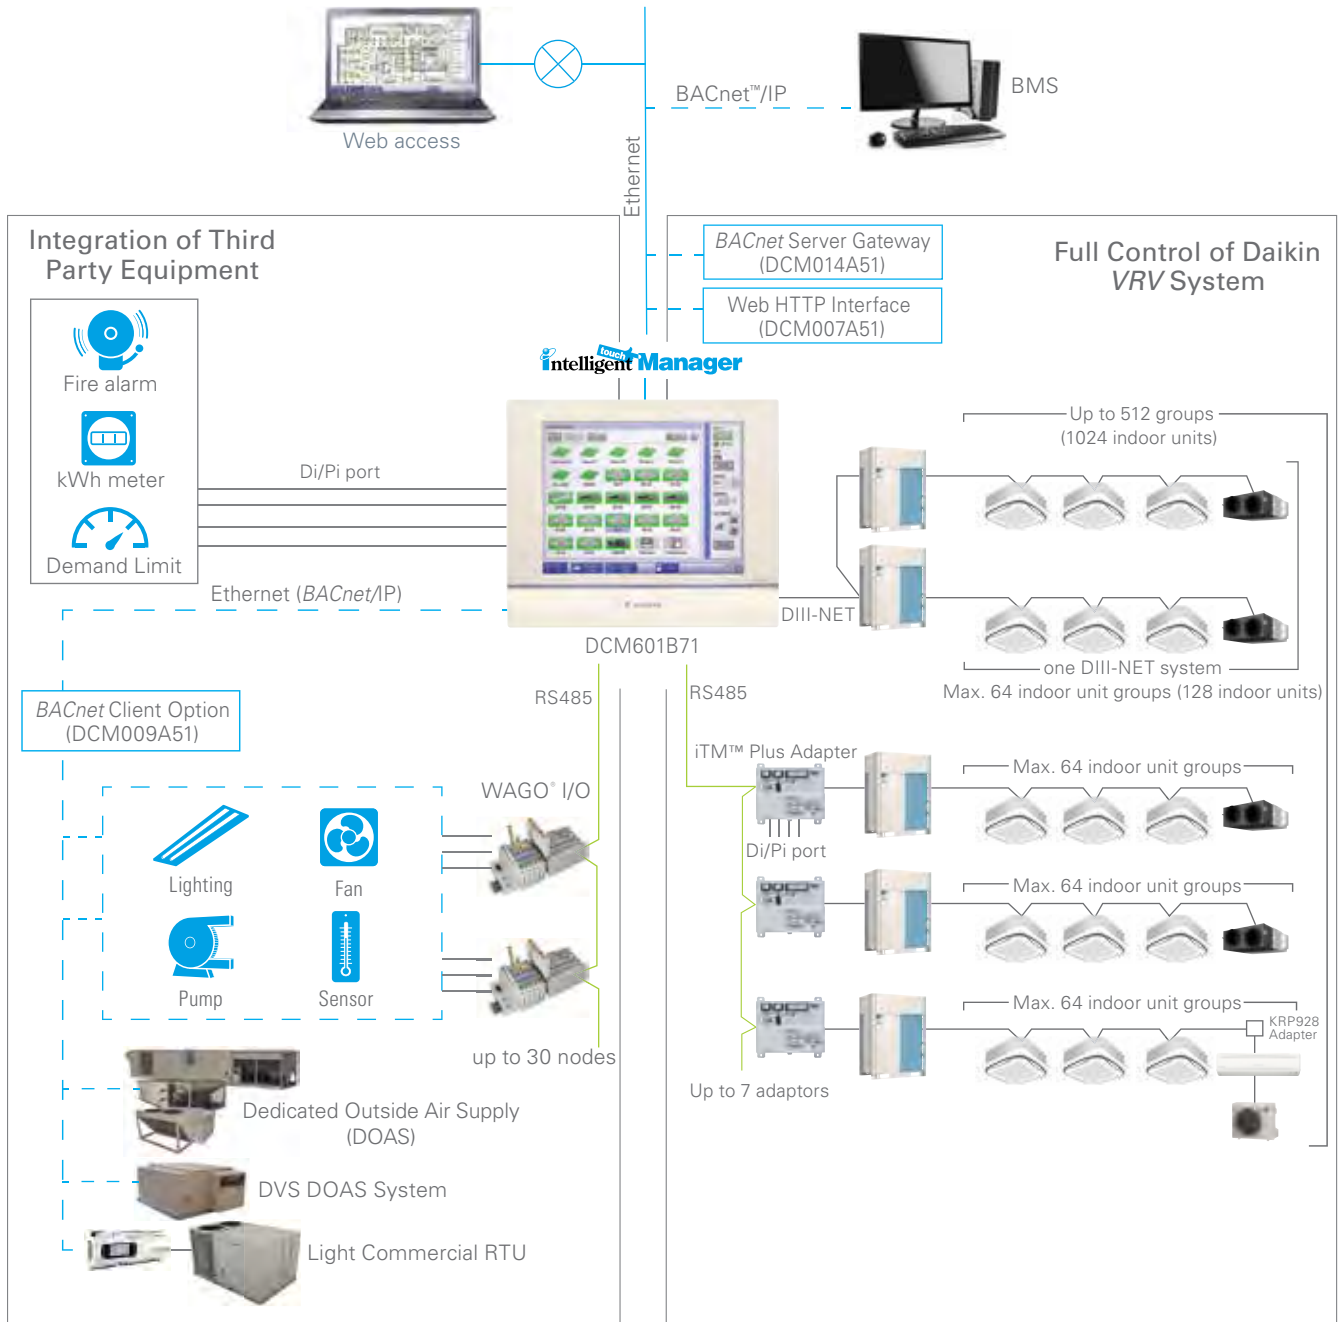 Web access
BACnet™/IP
BMS
Ethernet
Integration of Third
Party Equipment
BACnet Server Gateway
(DCM014A51)
Full Control of Daikin
VRV System
Web HTTP Interface
(DCM007A51)
intelligent touch Manager
Fire alarm
kWh meter
Demand Limit
Di/Pi port
Up to 512 groups
(1024 indoor units)
Ethernet (BACnet/IP)
DIII-NET
DCM601B71
one DIII-NET system
Max. 64 indoor unit groups (128 indoor units)
RS485
RS485
BACnet Client Option
(DCM009A51)
iTM™ Plus Adapter
Max. 64 indoor unit groups
WAGO® I/O
Di/Pi port
Lighting
Fan
Max. 64 indoor unit groups
Pump
Sensor
Max. 64 indoor unit groups
KRP928
Adapter
up to 30 nodes
Up to 7 adaptors
Dedicated Outside Air Supply
(DOAS)
DVS DOAS System
Light Commercial RTU